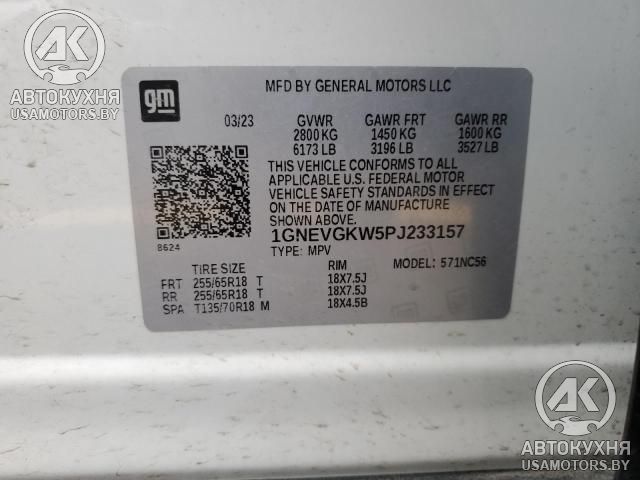 AK
АВТОКУХНЯ
USAMOTORS.BY
gm
MFD BY GENERAL MOTORS LLC
03/23 GVWR GAWR FRT GAWR RR
2800 KG 1450 KG 1600 KG
6173 LB 3196 LB 3527 LB
THIS VEHICLE CONFORMS TO ALL
APPLICABLE U.S. FEDERAL MOTOR
VEHICLE SAFETY STANDARDS IN EFFECT
ON THE DATE OF MANUFACTURE
SHOWN ABOVE.
1GNEVGKW5PJ233157
8624
TYPE: MPV MODEL: 571NC56
TIRE SIZE RIM
FRT 255/65R18 T 18X7.5J
RR 255/65R18 T 18X7.5J
SPA T135/70R18 M 18X4.5B
AK
АВТОКУХНЯ
USAMOTORS.BY